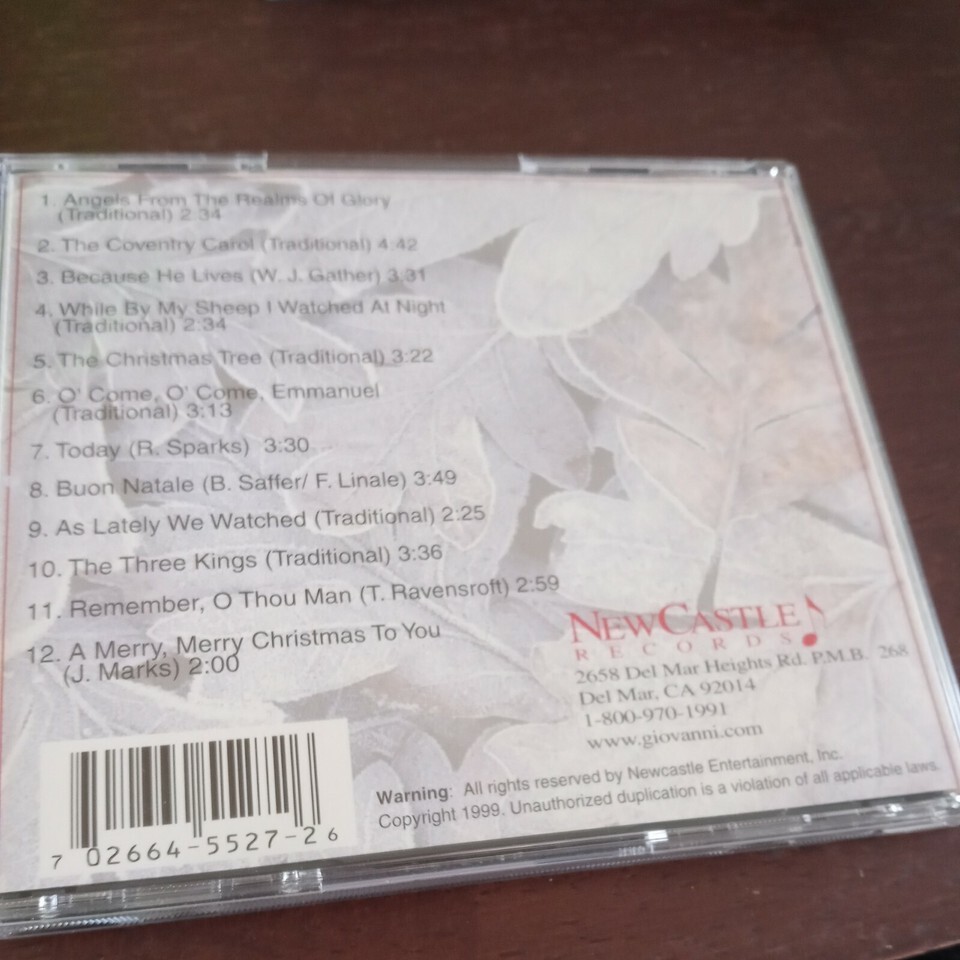 1. Angels From The Realms Of Glory
(Traditional) 2:34
2. The Coventry Carol (Traditional) 4:42
3. Because He Lives (W. J. Gather) 3:31
4. While By My Sheep I Watched At Night
(Traditional) 2:34
5. The Christmas Tree (Traditional) 3:22
6. O' Come, O' Come, Emmanuel
(Traditional) 3:13
7. Today (R. Sparks) 3:30
8. Buon Natale (B. Saffer/ F. Linale) 3:49
9. As Lately We Watched (Traditional) 2:25
10. The Three Kings (Traditional) 3:36
11. Remember, O Thou Man (T. Ravensroft) 2:59
12. A Merry, Merry Christmas To You
(J. Marks) 2:00
NEWCASTLE
RECORDS
2658 Del Mar Heights Rd. P.M.B. 268
Del Mar, CA 92014
1-800-970-1991
www.giovanni.com
Warning: All rights reserved by Newcastle Entertainment, Inc.
Copyright 1999. Unauthorized duplication is a violation of all applicable laws.
7 02664-5527-2 6